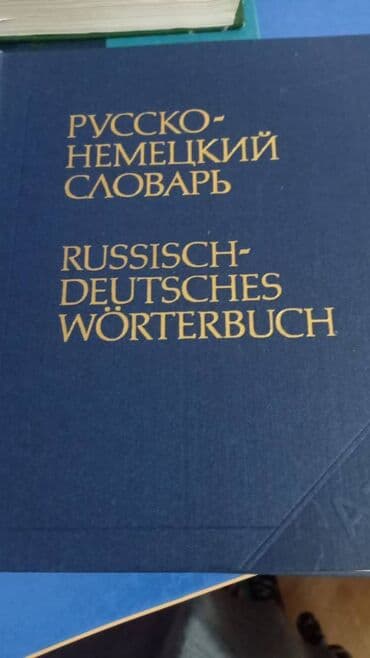 РУССКО-
НЕМЕЦКИЙ
СЛОВАРЬ
RUSSISCH-
DEUTSCHES
WÖRTERBUCH